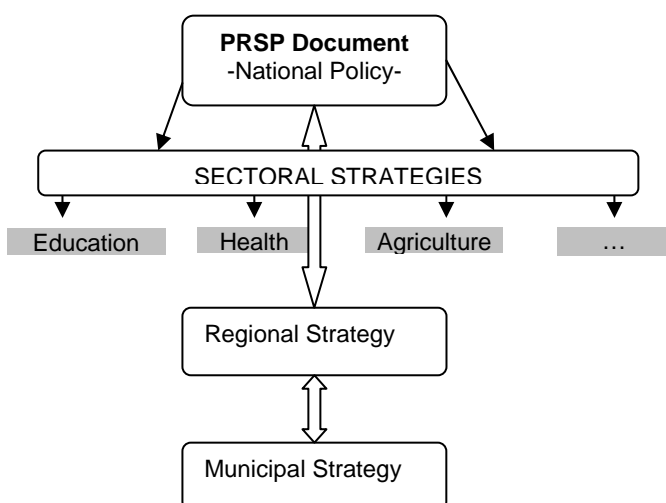 PRSP Document
-National Policy-
SECTORAL STRATEGIES
Education Health Agriculture …
Regional Strategy
Municipal Strategy